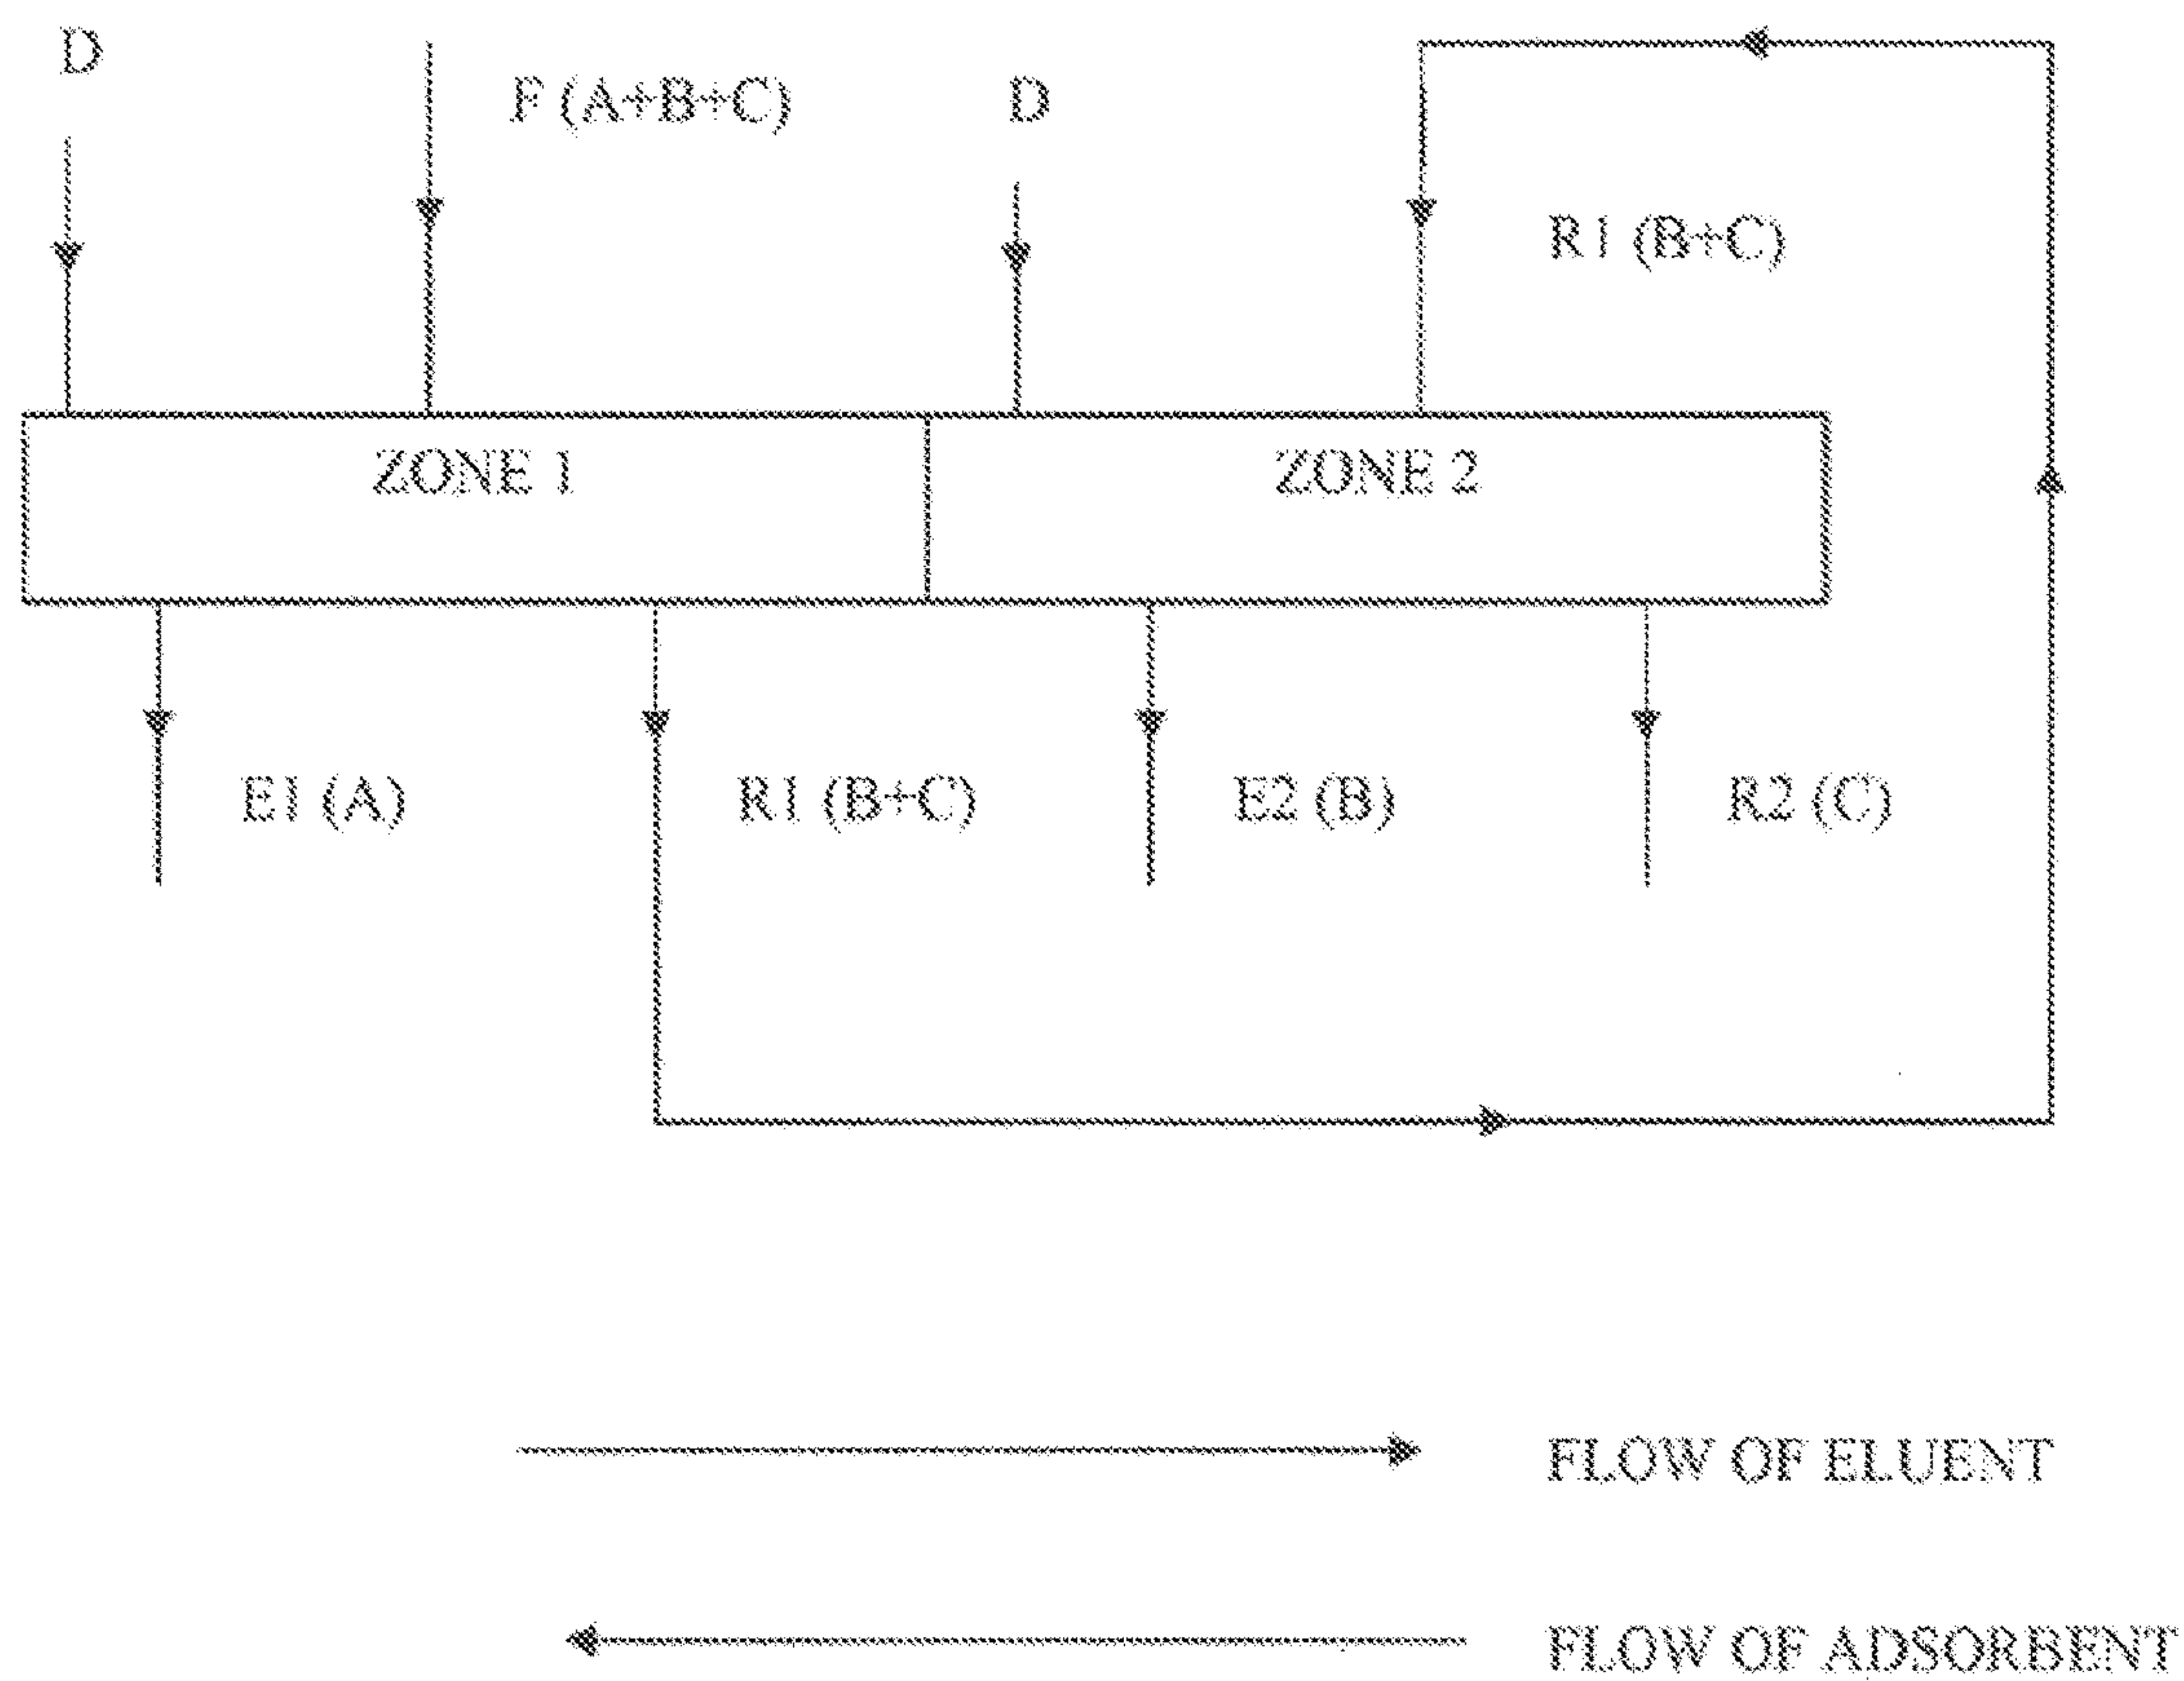 D
F (A+B+C)
D
R1 (B+C)
ZONE 1
ZONE 2
E1 (A)
R1 (B+C)
E2 (B)
R2 (C)
FLOW OF ELUENT
FLOW OF ADSORBENT